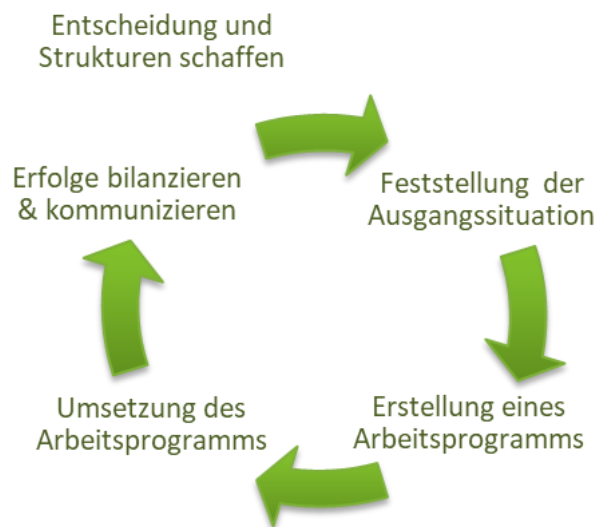 Entscheidung und
Strukturen schaffen
Erfolge bilanzieren
& kommunizieren
Feststellung der
Ausgangssituation
Umsetzung des
Arbeitsprogramms
Erstellung eines
Arbeitsprogramms